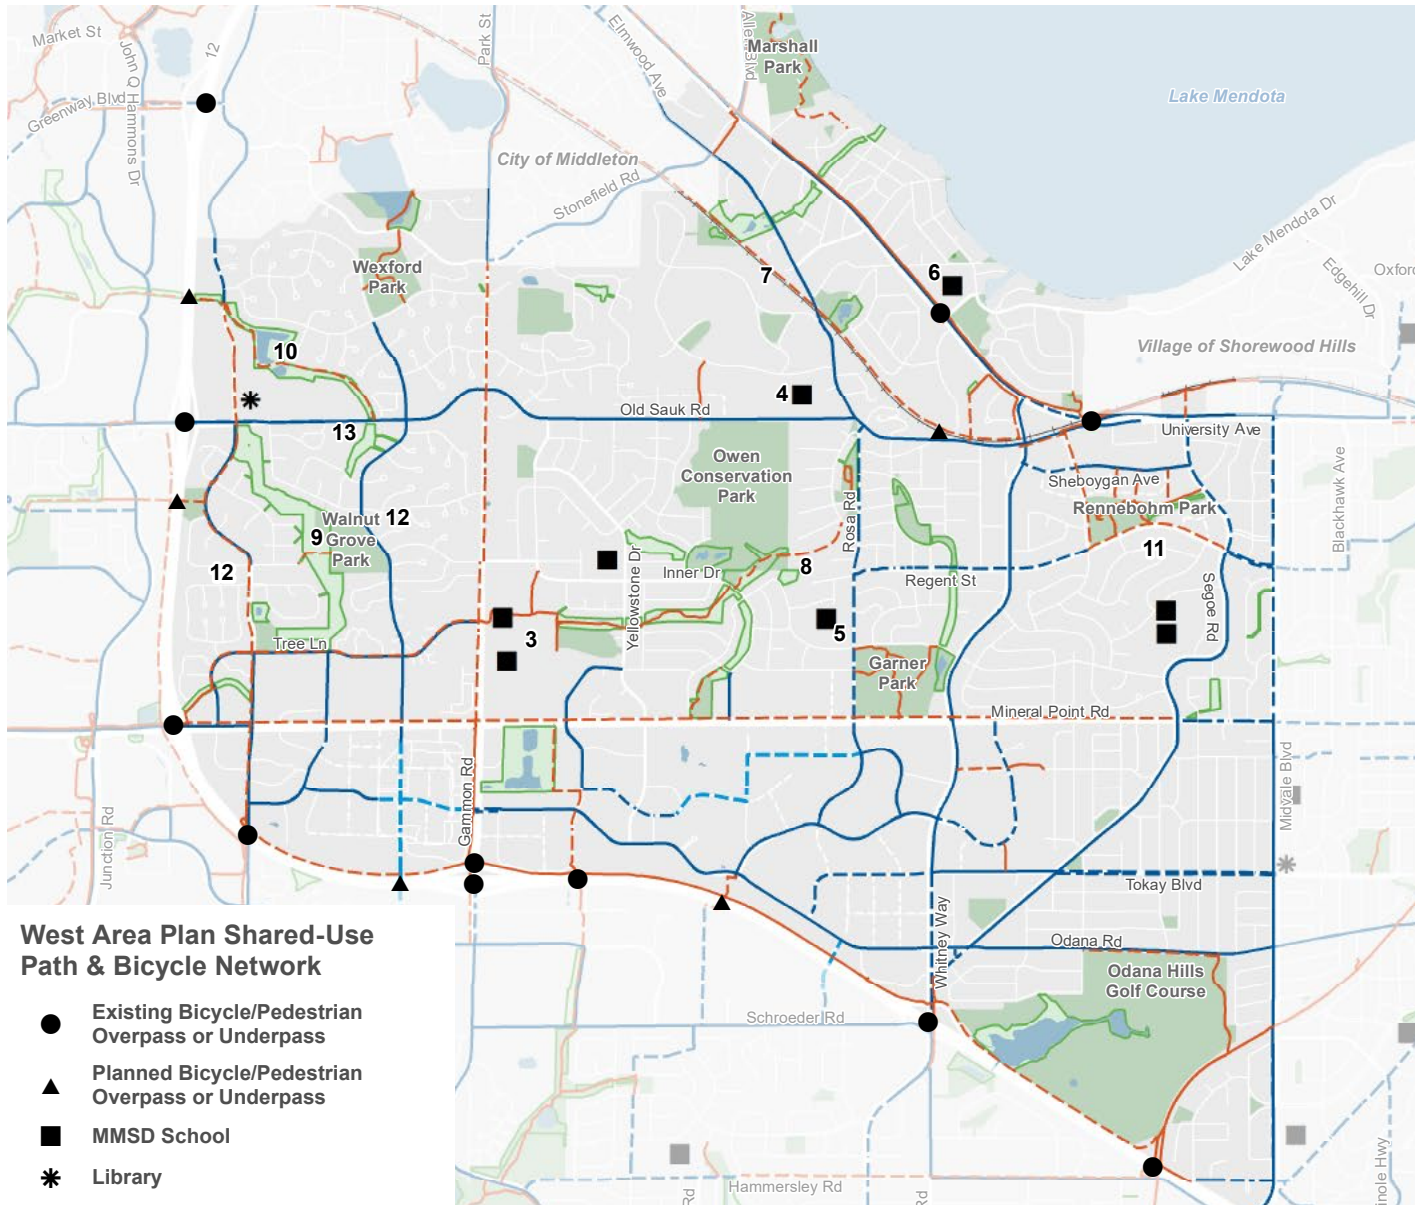 Market St
John Q Hammons Dr
12
Park St
Elmwood Ave
Marshall
Park
Greenway Blvd
Lake Mendota
City of Middleton
Stonefield Rd
Lake Mendota Dr
Edgehill Dr
Oxford
Wexford
Park
7
6
10
Village of Shorewood Hills
4
Old Sauk Rd
13
University Ave
Owen
Conservation
Park
Sheboygan Ave
Blackhawk Ave
Rennebohm Park
Rosa Rd
Walnut
Grove
Park
12
9
11
12
Inner Dr
8
Regent St
Yellowstone Dr
Segoe Rd
3
5
Tree Ln
Garner
Park
Mineral Point Rd
Gammon Rd
Midvale Blvd
Junction Rd
Tokay Blvd
Whitney Way
Odana Rd
Odana Hills
Golf Course
Schroeder Rd
Hammersley Rd
Rd
Rd
inole Hwy
West Area Plan Shared-Use
Path & Bicycle Network
Existing Bicycle/Pedestrian
Overpass or Underpass
Planned Bicycle/Pedestrian
Overpass or Underpass
MMSD School
Library